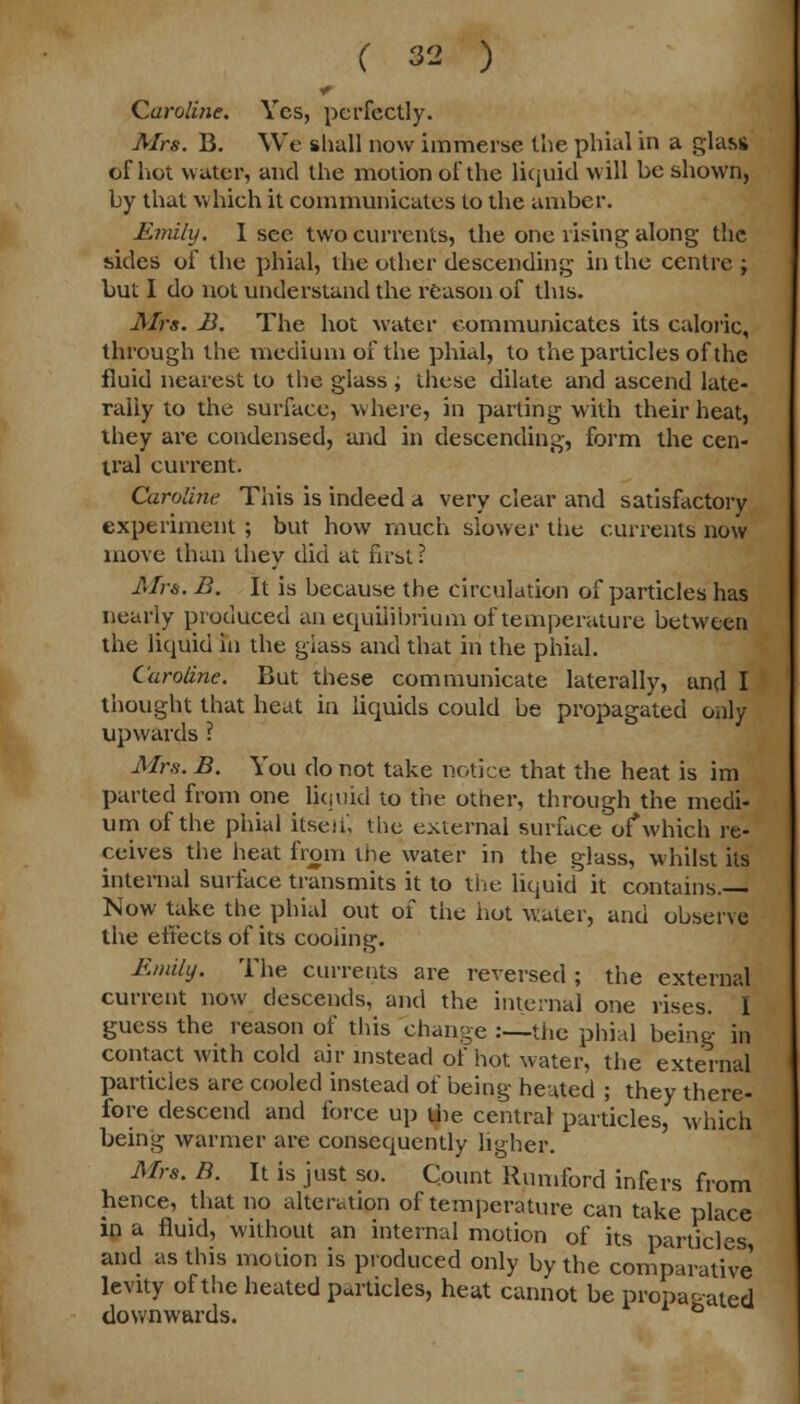 ( 32 )
Caroline. Yes, perfectly.
Mrs. B. We shall now immerse the phial in a glass
of hot water, and the motion of the liquid will be shown,
by that which it communicates to the amber.
Emily. I see two currents, the one rising along the
sides of the phial, the other descending in the centre ;
but I do not understand the reason of this.
Mrs. B. The hot water communicates its caloric,
through the medium of the phial, to the particles of the
fluid nearest to the glass ; these dilate and ascend late-
rally to the surface, where, in parting with their heat,
they are condensed, and in descending, form the cen-
tral current.
Caroline This is indeed a very clear and satisfactory
experiment ; but how much slower the currents now
move than they did at first ?
Mrs. B. It is because the circulation of particles has
nearly produced an equilibrium of temperature between
the liquid in the glass and that in the phial.
Caroline. But these communicate laterally, and I
thought that heat in liquids could be propagated only
upwards ?
Mrs. B. You do not take notice that the heat is im
parted from one liquid to the other, through the medi-
um of the phial itself, the external surface of which re-
ceives the heat from the water in the glass, whilst its
internal surface transmits it to the liquid it contains.—
Now take the phial out of the hot water, and observe
the effects of its cooling.
Emily. The currents are reversed ; the external
current now descends, and the internal one rises. I
guess the reason of this change :—the phial being in
contact with cold air instead of hot water, the external
particles are cooled instead of being heated ; they there-
fore descend and force up the central particles, which
being warmer are consequently ligher.
Mrs. B. It is just so. Count Rumford infers from
hence, that no alteration of temperature can take place
in a fluid, without an internal motion of its particles,
and as this motion is produced only by the comparative
levity of the heated particles, heat cannot be propagated
downwards.